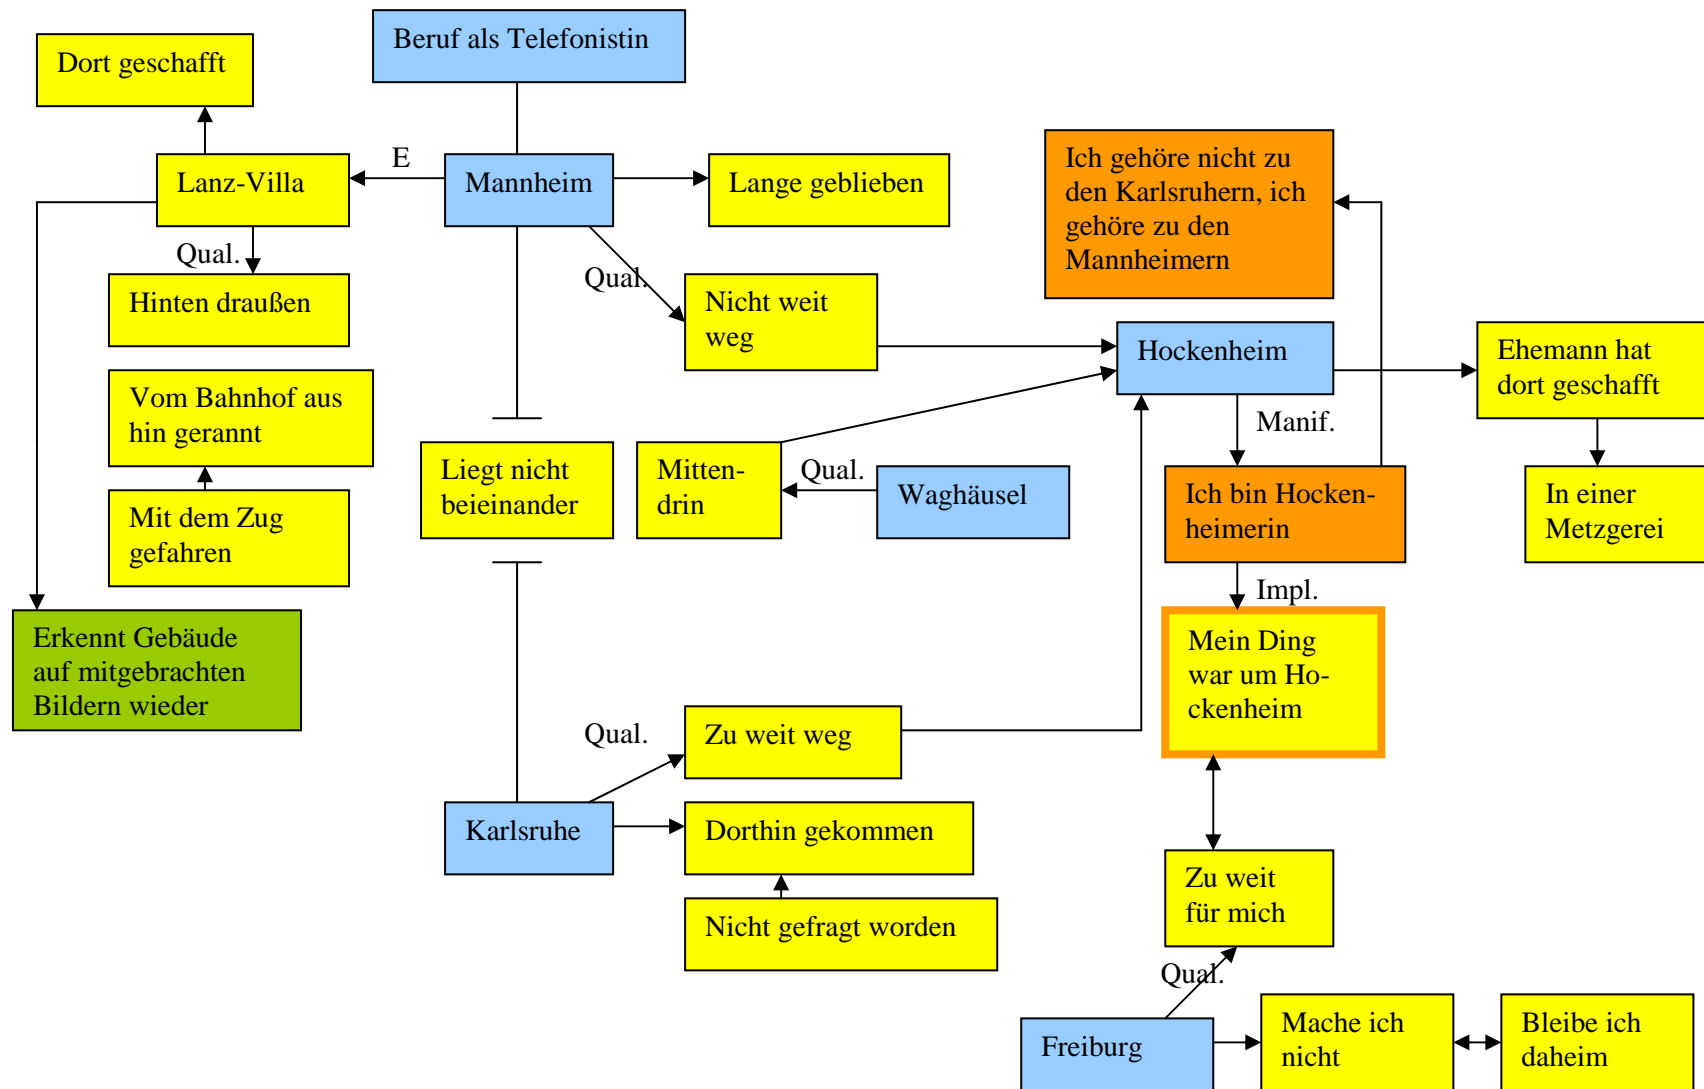 Beruf als Telefonistin
Dort geschafft
E
Lanz-Villa
Mannheim
Lange geblieben
Ich gehöre nicht zu
den Karlsruhern, ich
gehöre zu den
Mannheimern
Qual.
Hinten draußen
Qual.
Nicht weit
weg
Hockenheim
Ehemann hat
dort geschafft
Vom Bahnhof aus
hin gerannt
Manif.
Liegt nicht
beieinander
Mitten-
drin
Qual.
Waghäusel
Ich bin Hocken-
heimerin
In einer
Metzgerei
Mit dem Zug
gefahren
Impl.
Erkennt Gebäude
auf mitgebrachten
Bildern wieder
Mein Ding
war um Ho-
ckenheim
Qual.
Zu weit weg
Karlsruhe
Dorthin gekommen
Nicht gefragt worden
Zu weit
für mich
Qual.
Freiburg
Mache ich
nicht
Bleibe ich
daheim